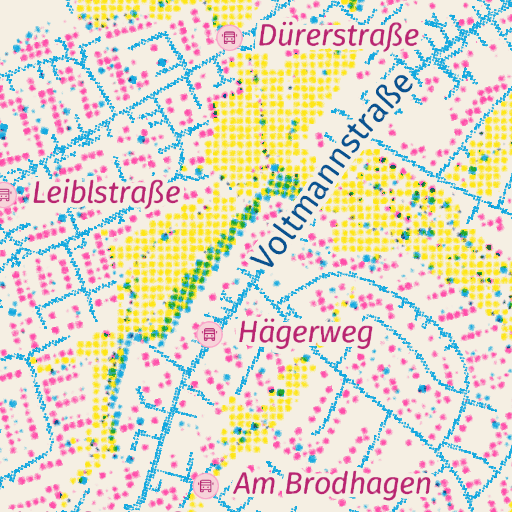 Dürerstraße
Voltmannstraße
Leiblstraße
Hägerweg
Am Brodhagen